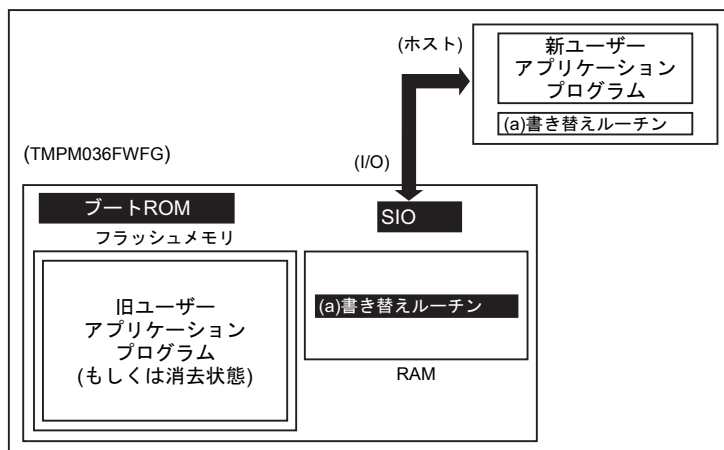 (ホスト)
新ユーザー
アプリケーション
プログラム
(a)書き替えルーチン
(TMPM036FWFG)
(I/O)
ブートROM
SIO
フラッシュメモリ
旧ユーザー
アプリケーション
プログラム
(もしくは消去状態)
(a)書き替えルーチン
RAM